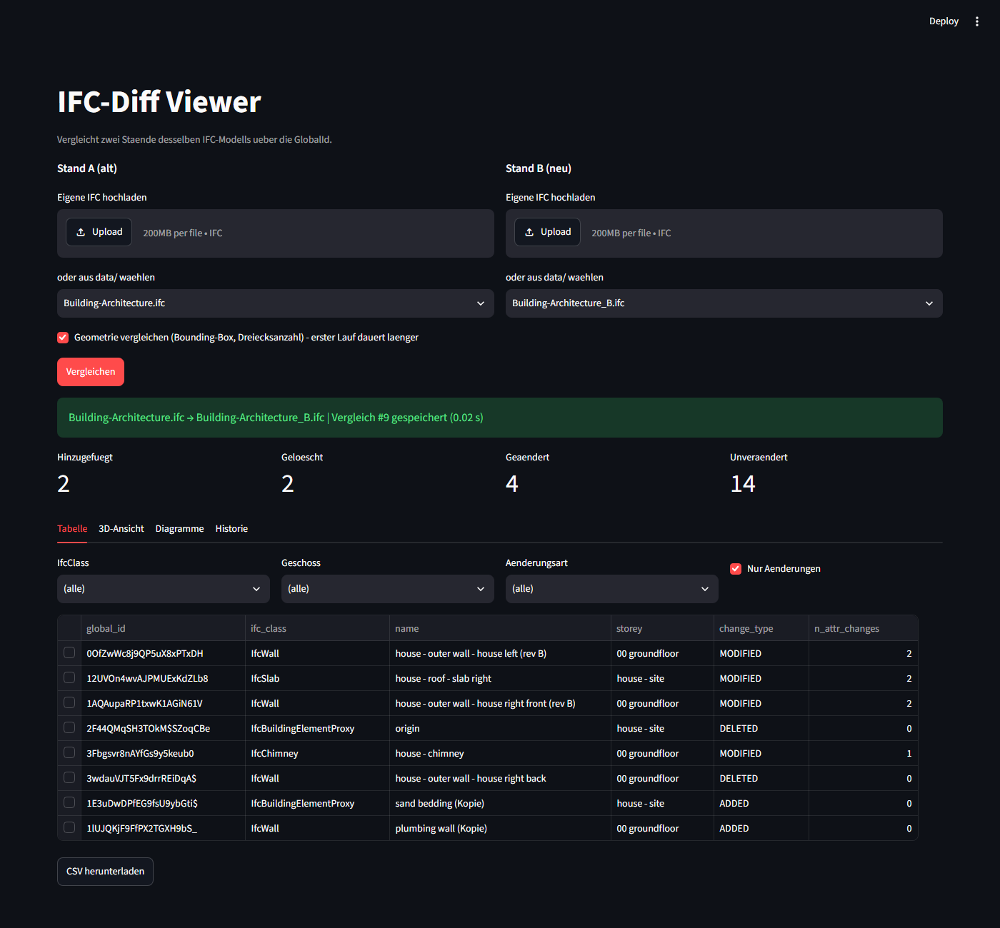 Deploy
IFC-Diff Viewer
Vergleicht zwei Staende desselben IFC-Modells ueber die GlobalId.
Stand A (alt)
Stand B (neu)
Eigene IFC hochladen
Eigene IFC hochladen
Upload 200MB per file • IFC
Upload 200MB per file • IFC
oder aus data/ waehlen
oder aus data/ waehlen
Building-Architecture.ifc
Building-Architecture_B.ifc
Geometrie vergleichen (Bounding-Box, Dreiecksanzahl) - erster Lauf dauert laenger
Vergleichen
Building-Architecture.ifc → Building-Architecture_B.ifc | Vergleich #9 gespeichert (0.02 s)
Hinzugefuegt Geloescht Geaendert Unveraendert
2 2 4 14
Tabelle 3D-Ansicht Diagramme Historie
IfcClass Geschoss Aenderungsart
Nur Aenderungen
(alle) (alle) (alle)
global_id ifc_class name storey change_type n_attr_changes
0OfZwWc8j9QP5uX8xPTxDH IfcWall house - outer wall - house left (rev B) 00 groundfloor MODIFIED 2
12UVOn4wvAJPMUExKdZLb8 IfcSlab house - roof - slab right house - site MODIFIED 2
1AQAupaRP1txwK1AGiN61V IfcWall house - outer wall - house right front (rev B) 00 groundfloor MODIFIED 2
2F44QMqSH3TOkM$SZoqCBe IfcBuildingElementProxy origin house - site DELETED 0
3Fbgsvr8nAYfGs9y5keub0 IfcChimney house - chimney 00 groundfloor MODIFIED 1
3wdauVJT5Fx9drrREiDqA$ IfcWall house - outer wall - house right back 00 groundfloor DELETED 0
1E3uDwDPfEG9fsU9ybGti$ IfcBuildingElementProxy sand bedding (Kopie) house - site ADDED 0
1lUJQKjF9FfPX2TGXH9bS_ IfcWall plumbing wall (Kopie) 00 groundfloor ADDED 0
CSV herunterladen